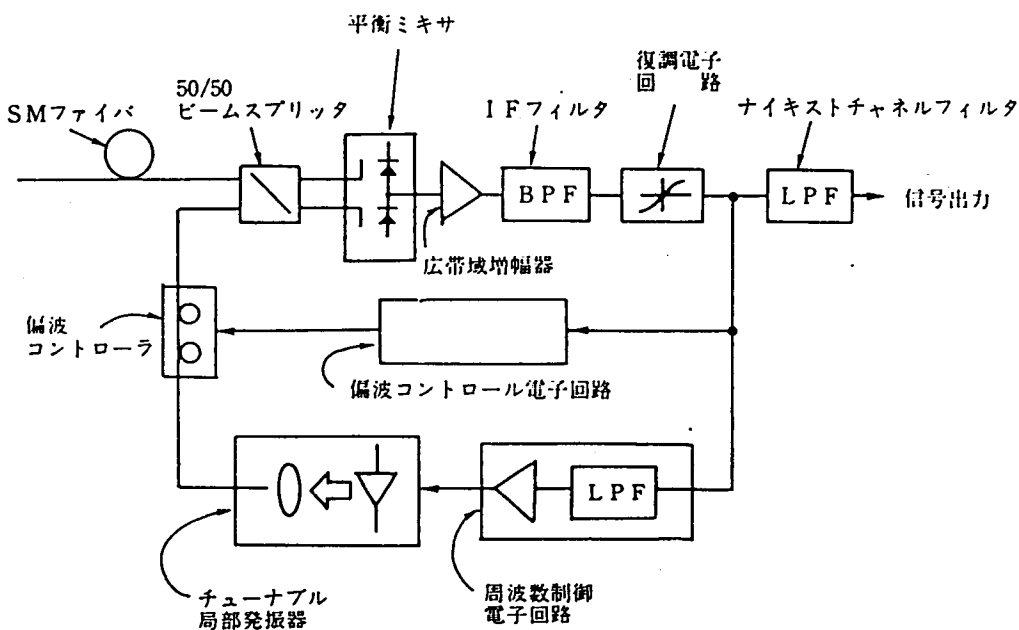 平衡ミキサ
50/50
ビームスプリッタ
SMファイバ
IFフィルタ
復調電子
回路
ナイキストチャネルフィルタ
BPF
LPF
信号出力
広帯域増幅器
偏波
コントローラ
偏波コントロール電子回路
LPF
チューナブル
局部発振器
周波数制御
電子回路